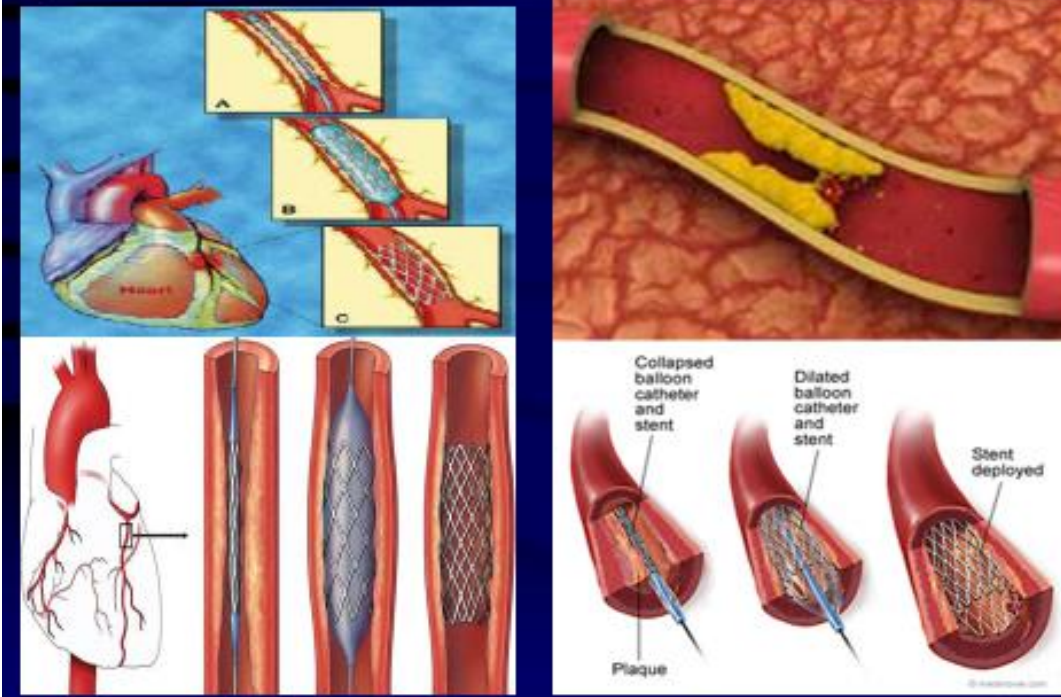 A
B
C
Heart
Collapsed
balloon
catheter
and
stent
Dilated
balloon
catheter
and
stent
Stent
deployed
Plaque